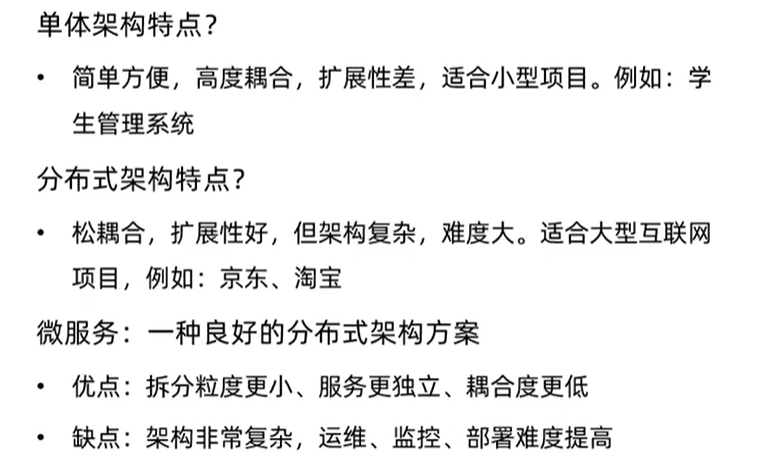 单体架构特点？
• 简单方便，高度耦合，扩展性差，适合小型项目。例如：学
生管理系统
分布式架构特点？
• 松耦合，扩展性好，但架构复杂，难度大。适合大型互联网
项目，例如：京东、淘宝
微服务：一种良好的分布式架构方案
• 优点：拆分粒度更小、服务更独立、耦合度更低
• 缺点：架构非常复杂，运维、监控、部署难度提高